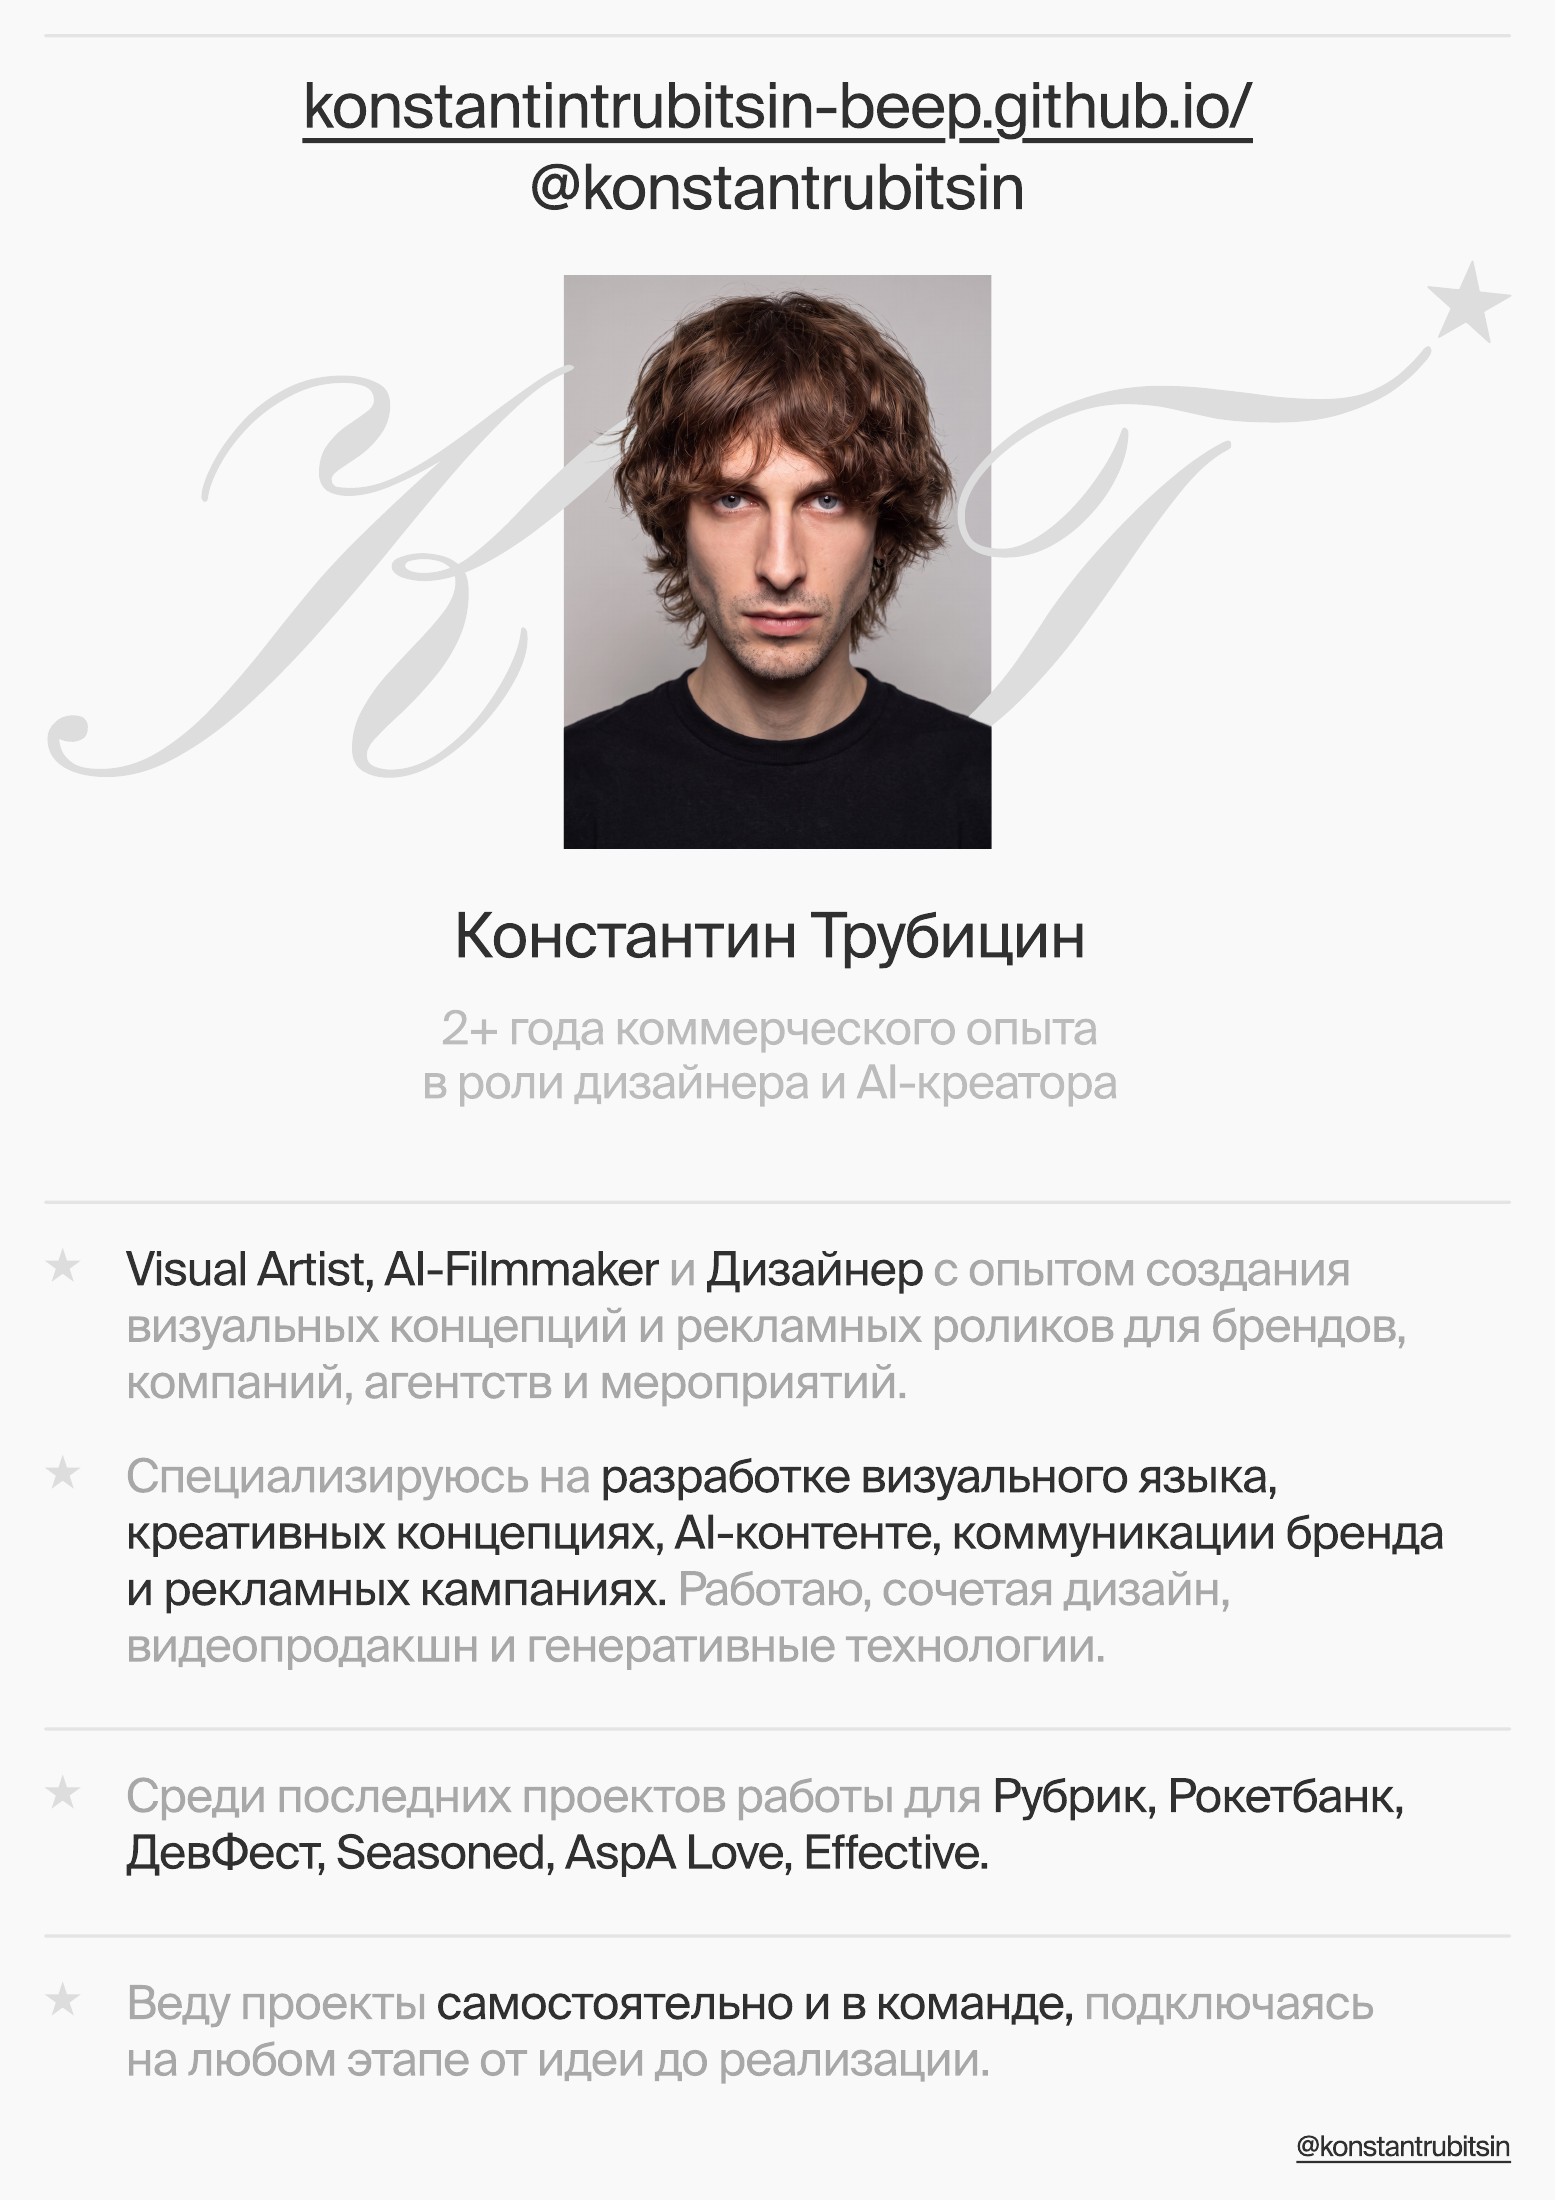 konstantintrubitsin-beep.github.io/
@konstantrubitsin
K T
Константин Трубицин
2+ года коммерческого опыта
в роли дизайнера и AI-креатора
Visual Artist, AI-Filmmaker и Дизайнер с опытом создания
визуальных концепций и рекламных роликов для брендов,
компаний, агентств и мероприятий.
Специализируюсь на разработке визуального языка,
креативных концепциях, AI-контенте, коммуникации бренда
и рекламных кампаниях. Работаю, сочетая дизайн,
видеопродакшн и генеративные технологии.
Среди последних проектов работы для Рубрик, Рокетбанк,
ДевФест, Seasoned, AspA Love, Effective.
Веду проекты самостоятельно и в команде, подключаясь
на любом этапе от идеи до реализации.
@konstantrubitsin